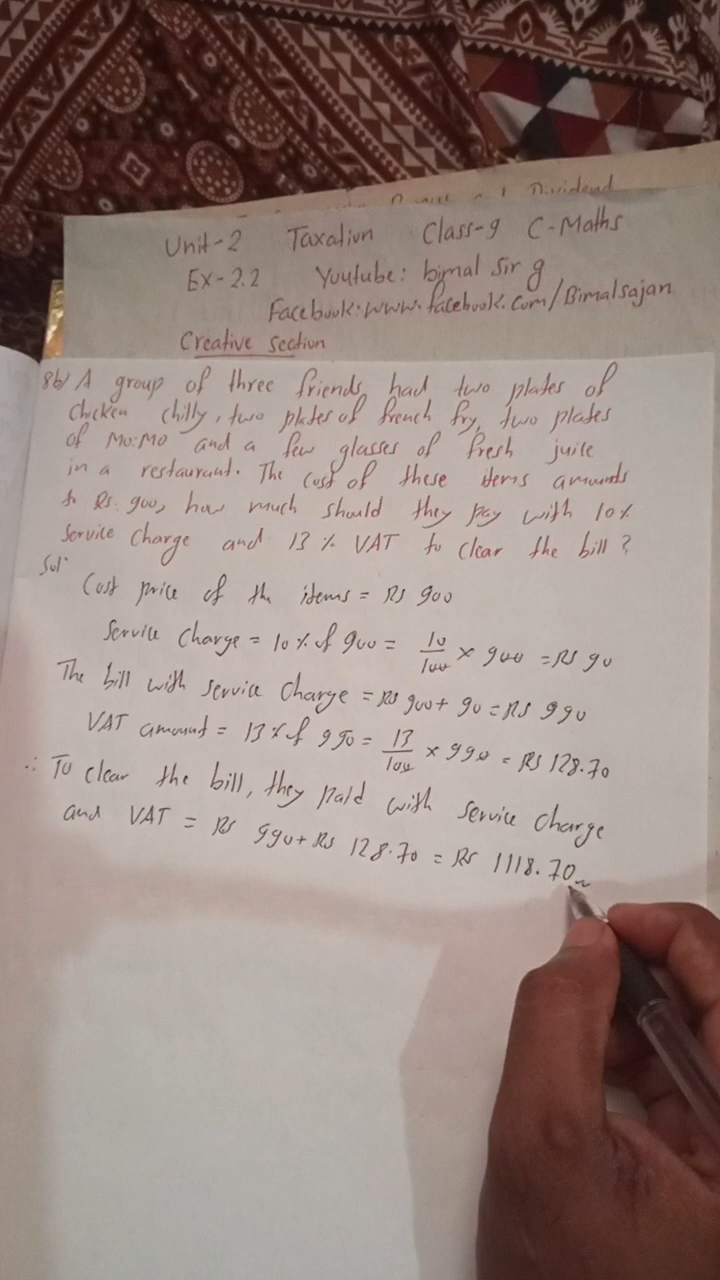 Dividend
Unit-2 Taxation Class-9 C-Maths
Ex-2.2 Youtube: bimal Sir g
Facebook:www.facebook.com/Bimalsajan
Creative section
8b) A group of three friends had two plates of
chicken chilly, two plates of french fry, two plates
of Mo:Mo and a few glasses of fresh juice
in a restaurant. The cost of these items amounts
to Rs. 900, how much should they pay with 10%
service charge and 13% VAT to clear the bill?
Solⁿ
Cost price of the items = Rs 900
Service charge = 10% of 900 = 10/100 × 900 = Rs 90
The bill with service charge = Rs 900 + 90 = Rs 990
VAT amount = 13% of 990 = 13/100 × 990 = Rs 128.70
∴ To clear the bill, they paid with service charge
and VAT = Rs 990 + Rs 128.70 = Rs 1118.70